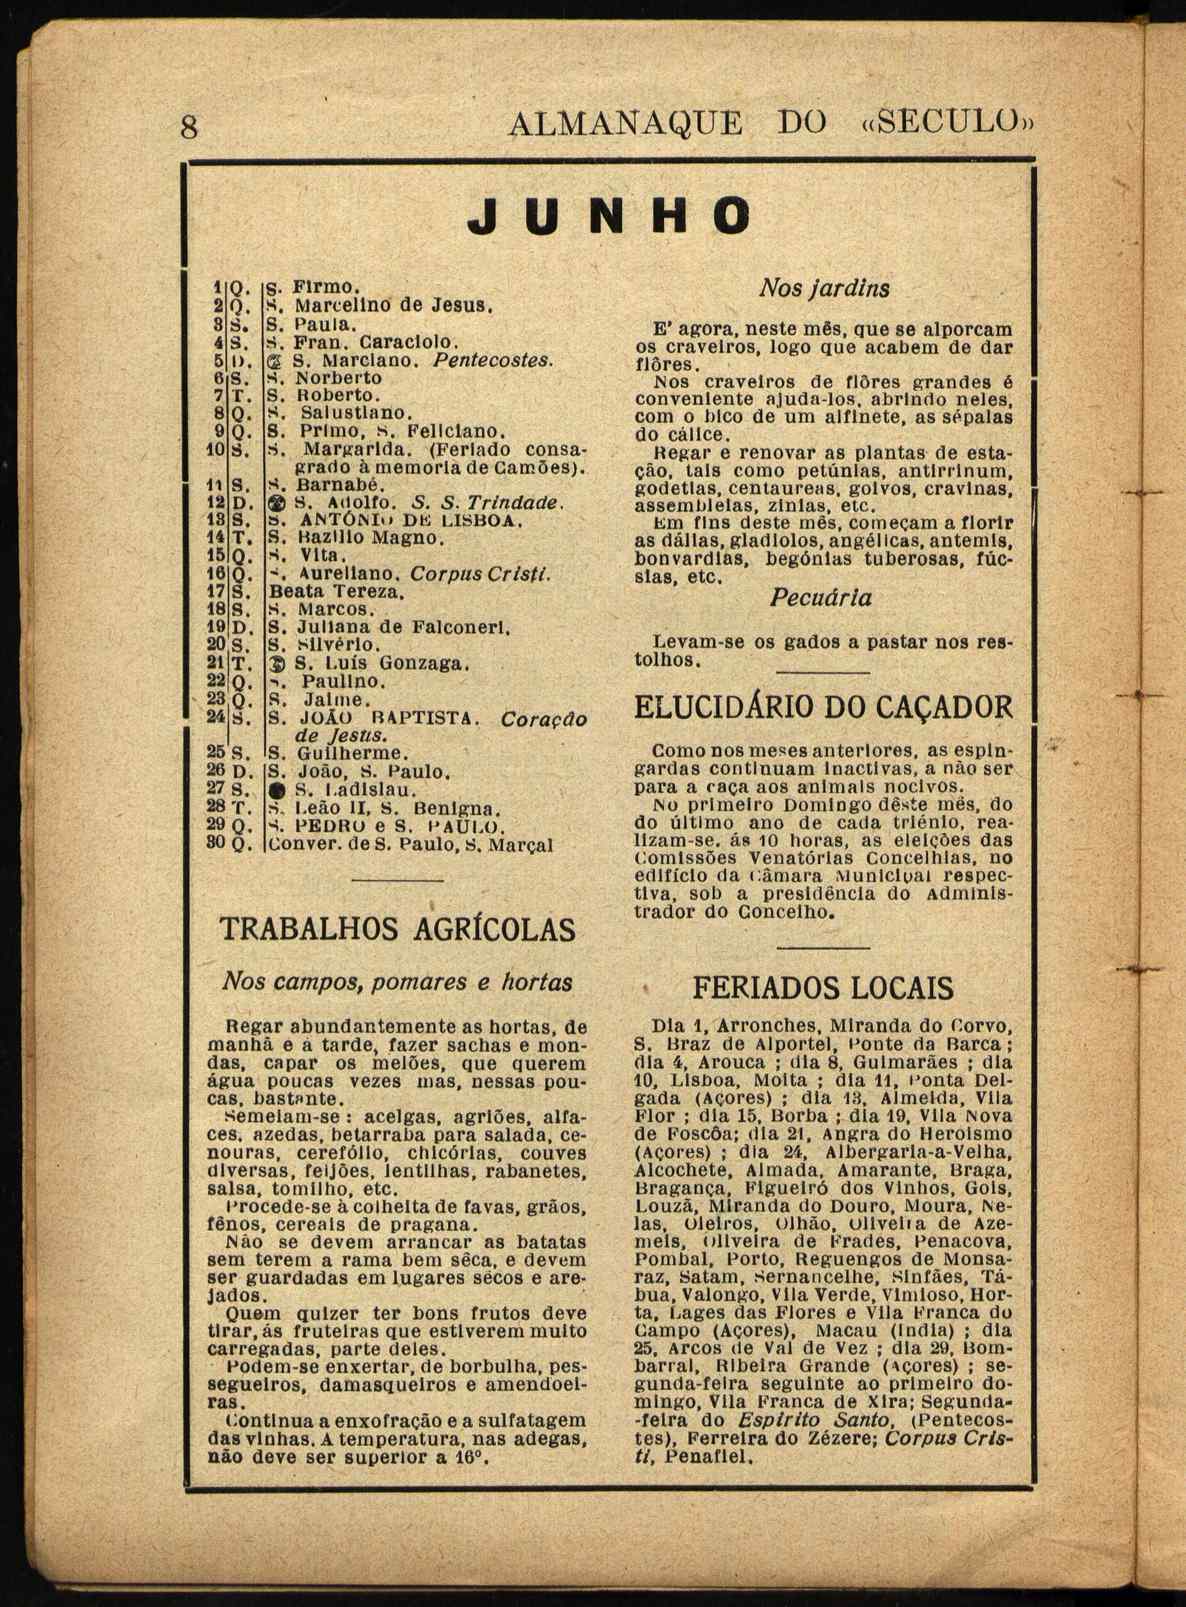 8
ALMANAQUE DO «SECULO»
JUNHO
1 Q. S. Firmo.
2 Q. S. Marcelino de Jesus.
3 S. S. Paula.
4 S. S. Fran. Caraciolo.
5 D. S. Marciano. Pentecostes.
6 S. S. Norberto
7 T. S. Roberto.
8 Q. S. Salustiano.
9 Q. S. Primo, S. Feliciano.
10 S. S. Margarida. (Feriado consa-
grado à memoria de Camões).
11 S. S. Barnabé.
12 D. S. Adolfo. S. S. Trindade.
13 S. S. ANTÓNIO DE LISBOA.
14 T. S. Bazilio Magno.
15 Q. S. Vita.
16 Q. S. Aureliano. Corpus Cristi.
17 S. Beata Tereza.
18 S. S. Marcos.
19 D. S. Juliana de Falconeri.
20 S. S. Silvério.
21 T. S. Luís Gonzaga.
22 Q. S. Paulino.
23 Q. S. Jaime.
24 S. S. JOÃO BAPTISTA. Coração
de Jesus.
25 S. S. Guilherme.
26 D. S. João, S. Paulo.
27 S. S. Ladislau.
28 T. S. Leão II, S. Benigna.
29 Q. S. PEDRO e S. PAULO.
30 Q. Conver. de S. Paulo, S. Marçal
TRABALHOS AGRÍCOLAS
Nos campos, pomares e hortas
Regar abundantemente as hortas, de
manhã e à tarde, fazer sachas e mon-
das, capar os melões, que querem
água poucas vezes mas, nessas pou-
cas, bastante.
Semeiam-se : acelgas, agriões, alfa-
ces, azedas, betarraba para salada, ce-
nouras, cerefólio, chicórias, couves
diversas, feijões, lentilhas, rabanetes,
salsa, tomilho, etc.
Procede-se à colheita de favas, grãos,
fênos, cereais de pragana.
Não se devem arrancar as batatas
sem terem a rama bem sêca, e devem
ser guardadas em lugares sêcos e are-
jados.
Quem quizer ter bons frutos deve
tirar, ás fruteiras que estiverem muito
carregadas, parte deles.
Podem-se enxertar, de borbulha, pes-
segueiros, damasqueiros e amendoei-
ras.
Continua a enxofração e a sulfatagem
das vinhas. A temperatura, nas adegas,
não deve ser superior a 16º.
Nos jardins
E' agora, neste mês, que se alporcam
os craveiros, logo que acabem de dar
flôres.
Nos craveiros de flôres grandes é
conveniente ajuda-los, abrindo neles,
com o bico de um alfinete, as sépalas
do cálice.
Regar e renovar as plantas de esta-
ção, tais como petúnias, antirrinum,
godetias, centaureas, goivos, cravinas,
assembleias, zinias, etc.
Em fins deste mês, começam a florir
as dálias, gladiolos, angélicas, antemis,
bonvardias, begónias tuberosas, fúc-
sias, etc.
Pecuária
Levam-se os gados a pastar nos res-
tolhos.
ELUCIDÁRIO DO CAÇADOR
Como nos meses anteriores, as espin-
gardas continuam inactivas, a não ser
para a caça aos animais nocivos.
No primeiro Domingo dêste mês, do
do último ano de cada triénio, rea-
lizam-se, ás 10 horas, as eleições das
Comissões Venatórias Concelhias, no
edifício da Câmara Municipal respec-
tiva, sob a presidência do Adminis-
trador do Concelho.
FERIADOS LOCAIS
Dia 1, Arronches, Miranda do Corvo,
S. Braz de Alportel, Ponte da Barca ;
dia 4, Arouca ; dia 8, Guimarães ; dia
10, Lisboa, Moita ; dia 11, Ponta Del-
gada (Açores) ; dia 13, Almeida, Vila
Flor ; dia 15, Borba ; dia 19, Vila Nova
de Foscôa; dia 21, Angra do Heroismo
(Açores) ; dia 24, Albergaria-a-Velha,
Alcochete, Almada, Amarante, Braga,
Bragança, Figueiró dos Vinhos, Gois,
Louzã, Miranda do Douro, Moura, Ne-
las, Oleiros, Olhão, Oliveira de Aze-
meis, Oliveira de Frades, Penacova,
Pombal, Porto, Reguengos de Monsa-
raz, Satam, Sernancelhe, Sinfães, Tá-
bua, Valongo, Vila Verde, Vimioso, Hor-
ta, Lages das Flores e Vila Franca do
Campo (Açores), Macau (India) ; dia
25, Arcos de Val de Vez ; dia 29, Bom-
barral, Ribeira Grande (Açores) ; se-
gunda-feira seguinte ao primeiro do-
mingo, Vila Franca de Xira; Segunda-
-feira do Espirito Santo, (Pentecos-
tes), Ferreira do Zézere; Corpus Cris-
ti, Penafiel.